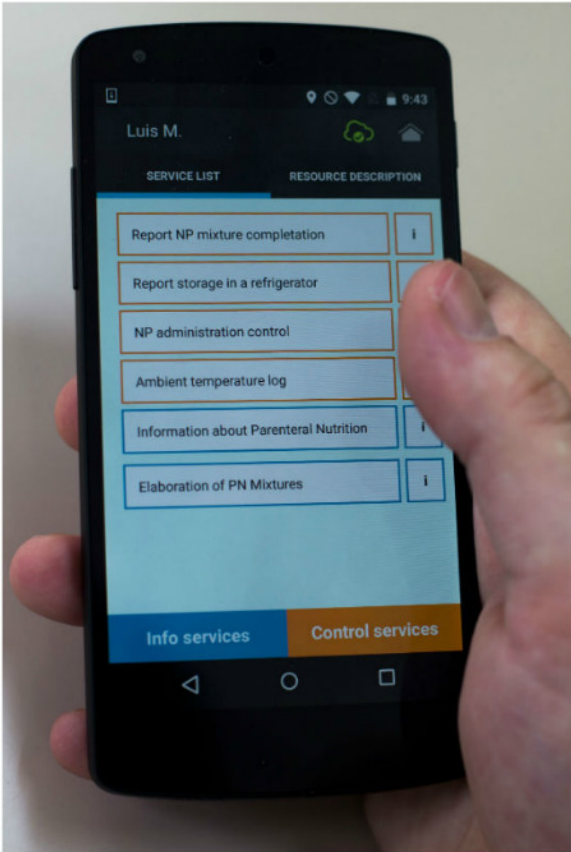 9:43
Luis M.
SERVICE LIST
RESOURCE DESCRIPTION
Report NP mixture completation
i
Report storage in a refrigerator
NP administration control
Ambient temperature log
Information about Parenteral Nutrition
i
Elaboration of PN Mixtures
i
Info services
Control services